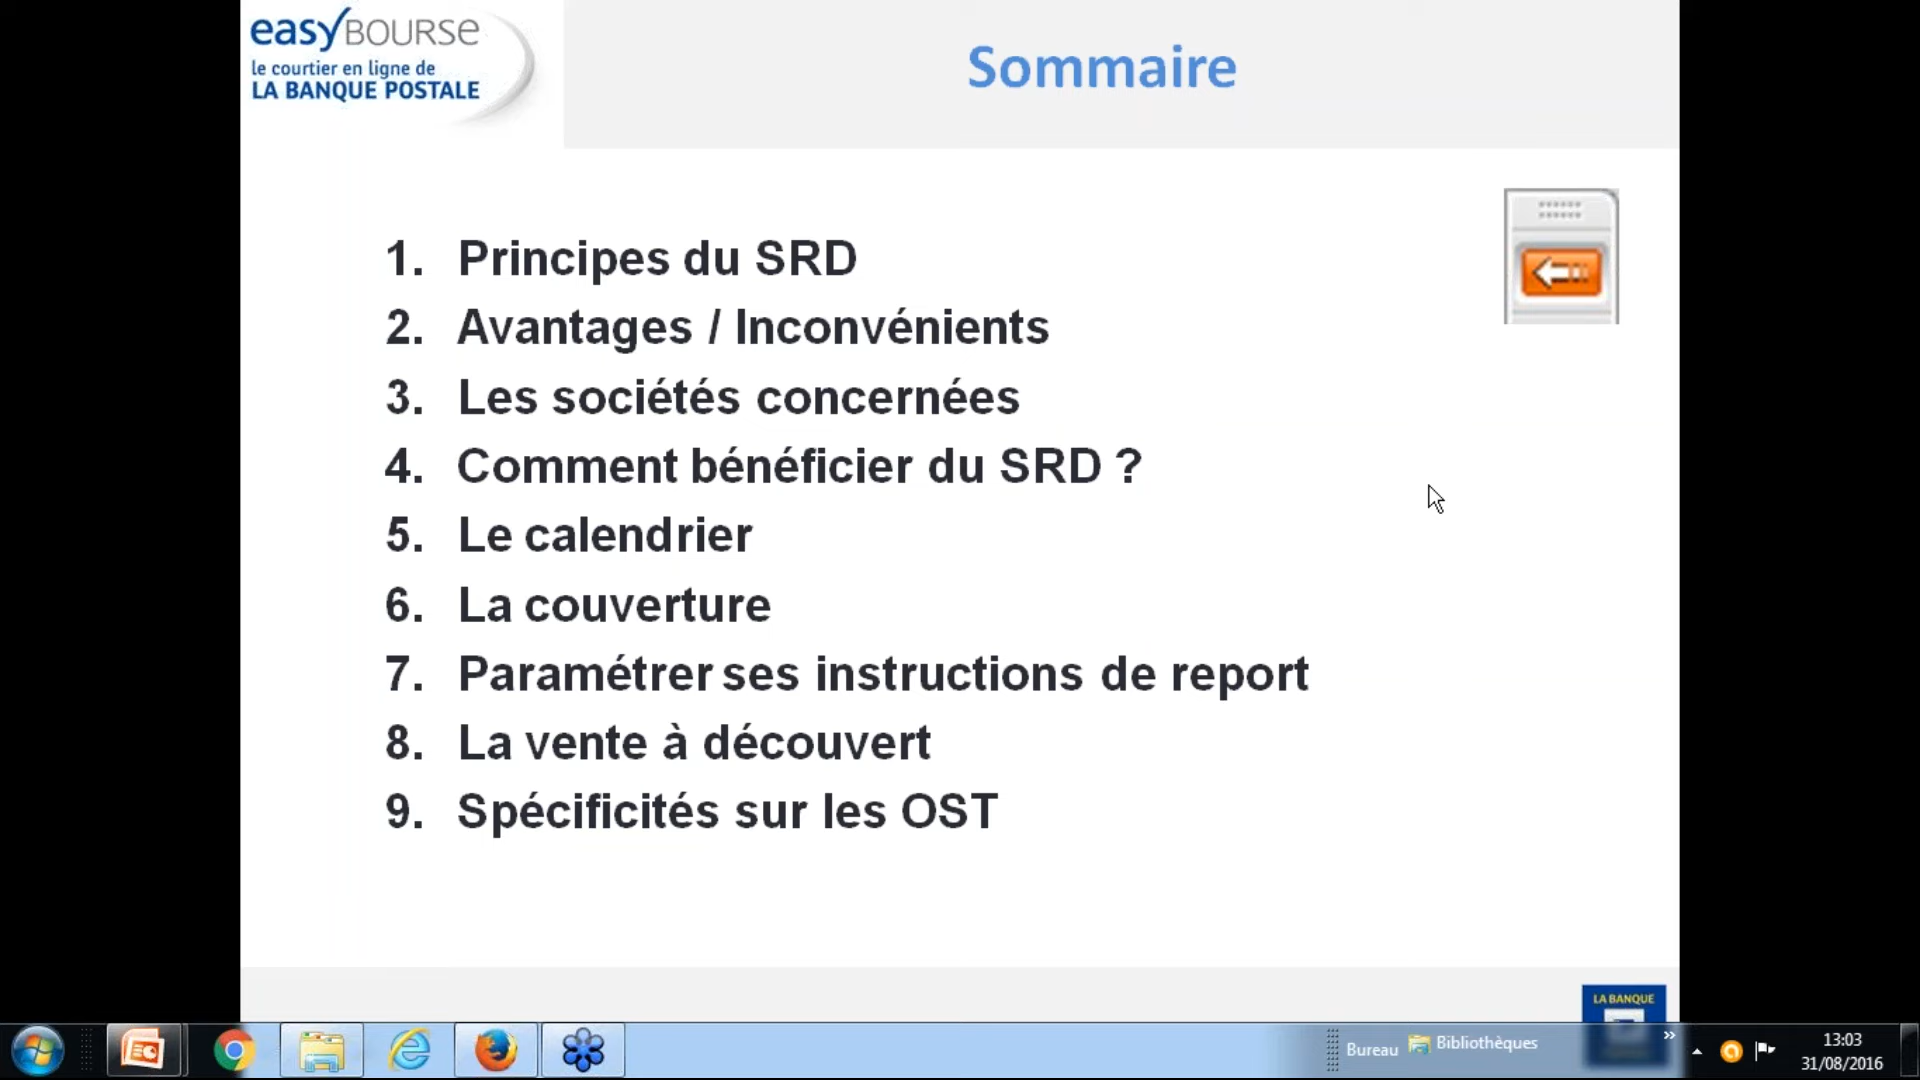 easyBOURSE
le courtier en ligne de
LA BANQUE POSTALE
Sommaire
1. Principes du SRD
2. Avantages / Inconvénients
3. Les sociétés concernées
4. Comment bénéficier du SRD ?
5. Le calendrier
6. La couverture
7. Paramétrer ses instructions de report
8. La vente à découvert
9. Spécificités sur les OST
LA BANQUE
Bureau
Bibliothèques
13:03
31/08/2016